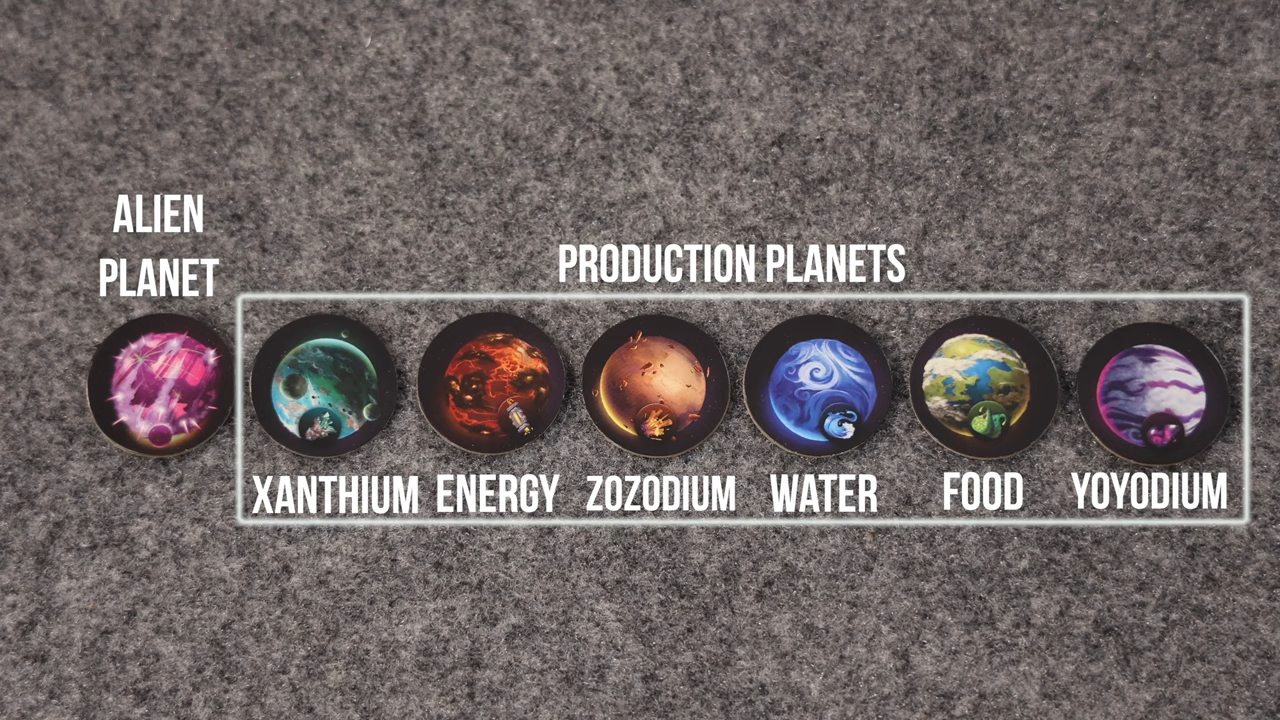 ALIEN
PLANET
PRODUCTION PLANETS
XANTHIUM ENERGY ZOZODIUM WATER FOOD YOYODIUM